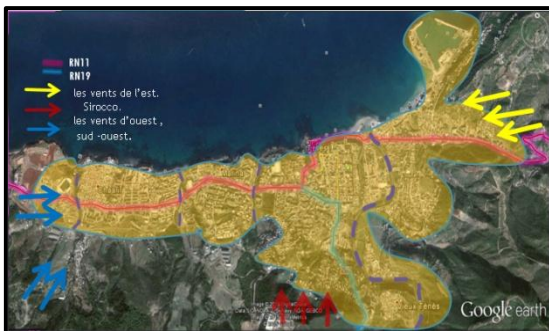 RN11
RN19
les vents de l'est.
Sirocco.
les vents d'ouest ,
sud -ouest.
Google earth